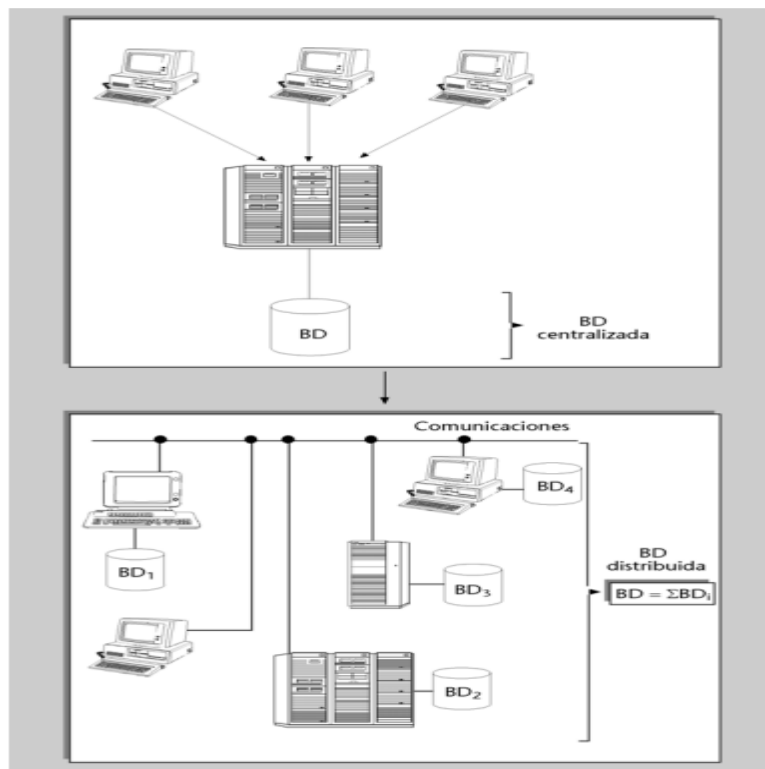 BD
BD
centralizada
Comunicaciones
BD₄
BD₁
BD₃
BD
distribuida
BD = ΣBDᵢ
BD₂